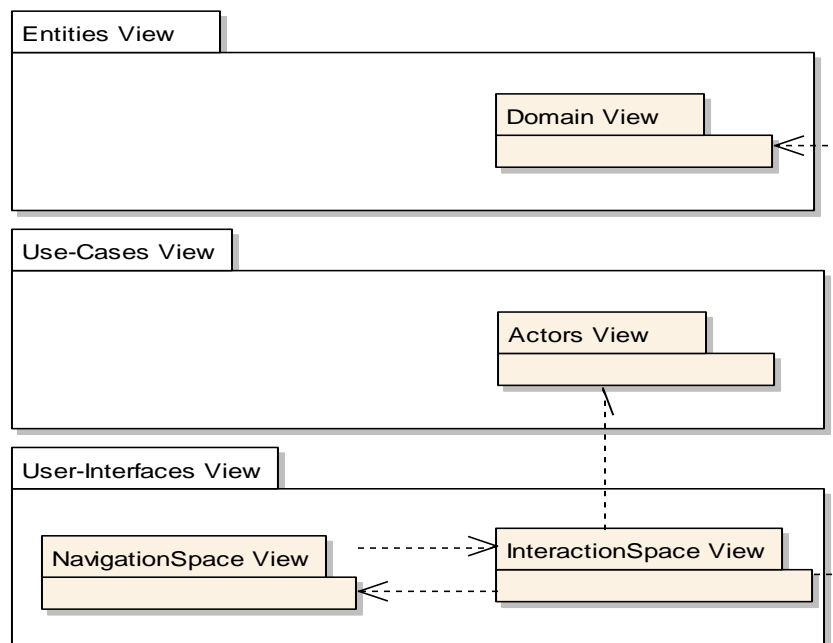 Entities View
Domain View
Use-Cases View
Actors View
User-Interfaces View
NavigationSpace View
InteractionSpace View